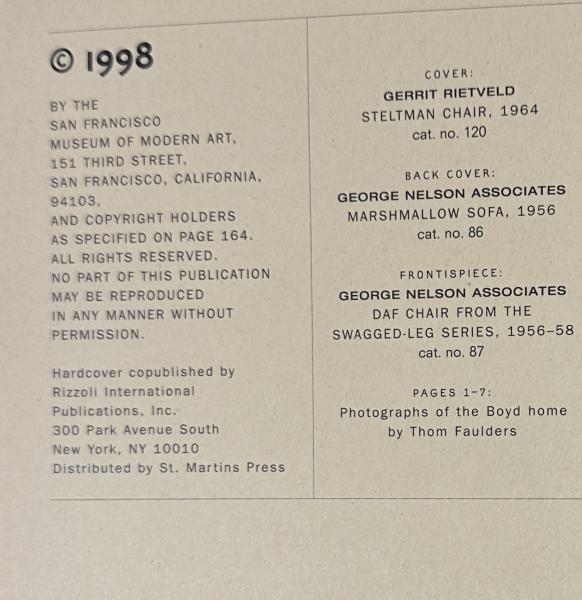 © 1998
BY THE
SAN FRANCISCO
MUSEUM OF MODERN ART,
151 THIRD STREET,
SAN FRANCISCO, CALIFORNIA,
94103,
AND COPYRIGHT HOLDERS
AS SPECIFIED ON PAGE 164.
ALL RIGHTS RESERVED.
NO PART OF THIS PUBLICATION
MAY BE REPRODUCED
IN ANY MANNER WITHOUT
PERMISSION.
Hardcover copublished by
Rizzoli International
Publications, Inc.
300 Park Avenue South
New York, NY 10010
Distributed by St. Martins Press
COVER:
GERRIT RIETVELD
STELTMAN CHAIR, 1964
cat. no. 120
BACK COVER:
GEORGE NELSON ASSOCIATES
MARSHMALLOW SOFA, 1956
cat. no. 86
FRONTISPIECE:
GEORGE NELSON ASSOCIATES
DAF CHAIR FROM THE
SWAGGED-LEG SERIES, 1956–58
cat. no. 87
PAGES 1–7:
Photographs of the Boyd home
by Thom Faulders